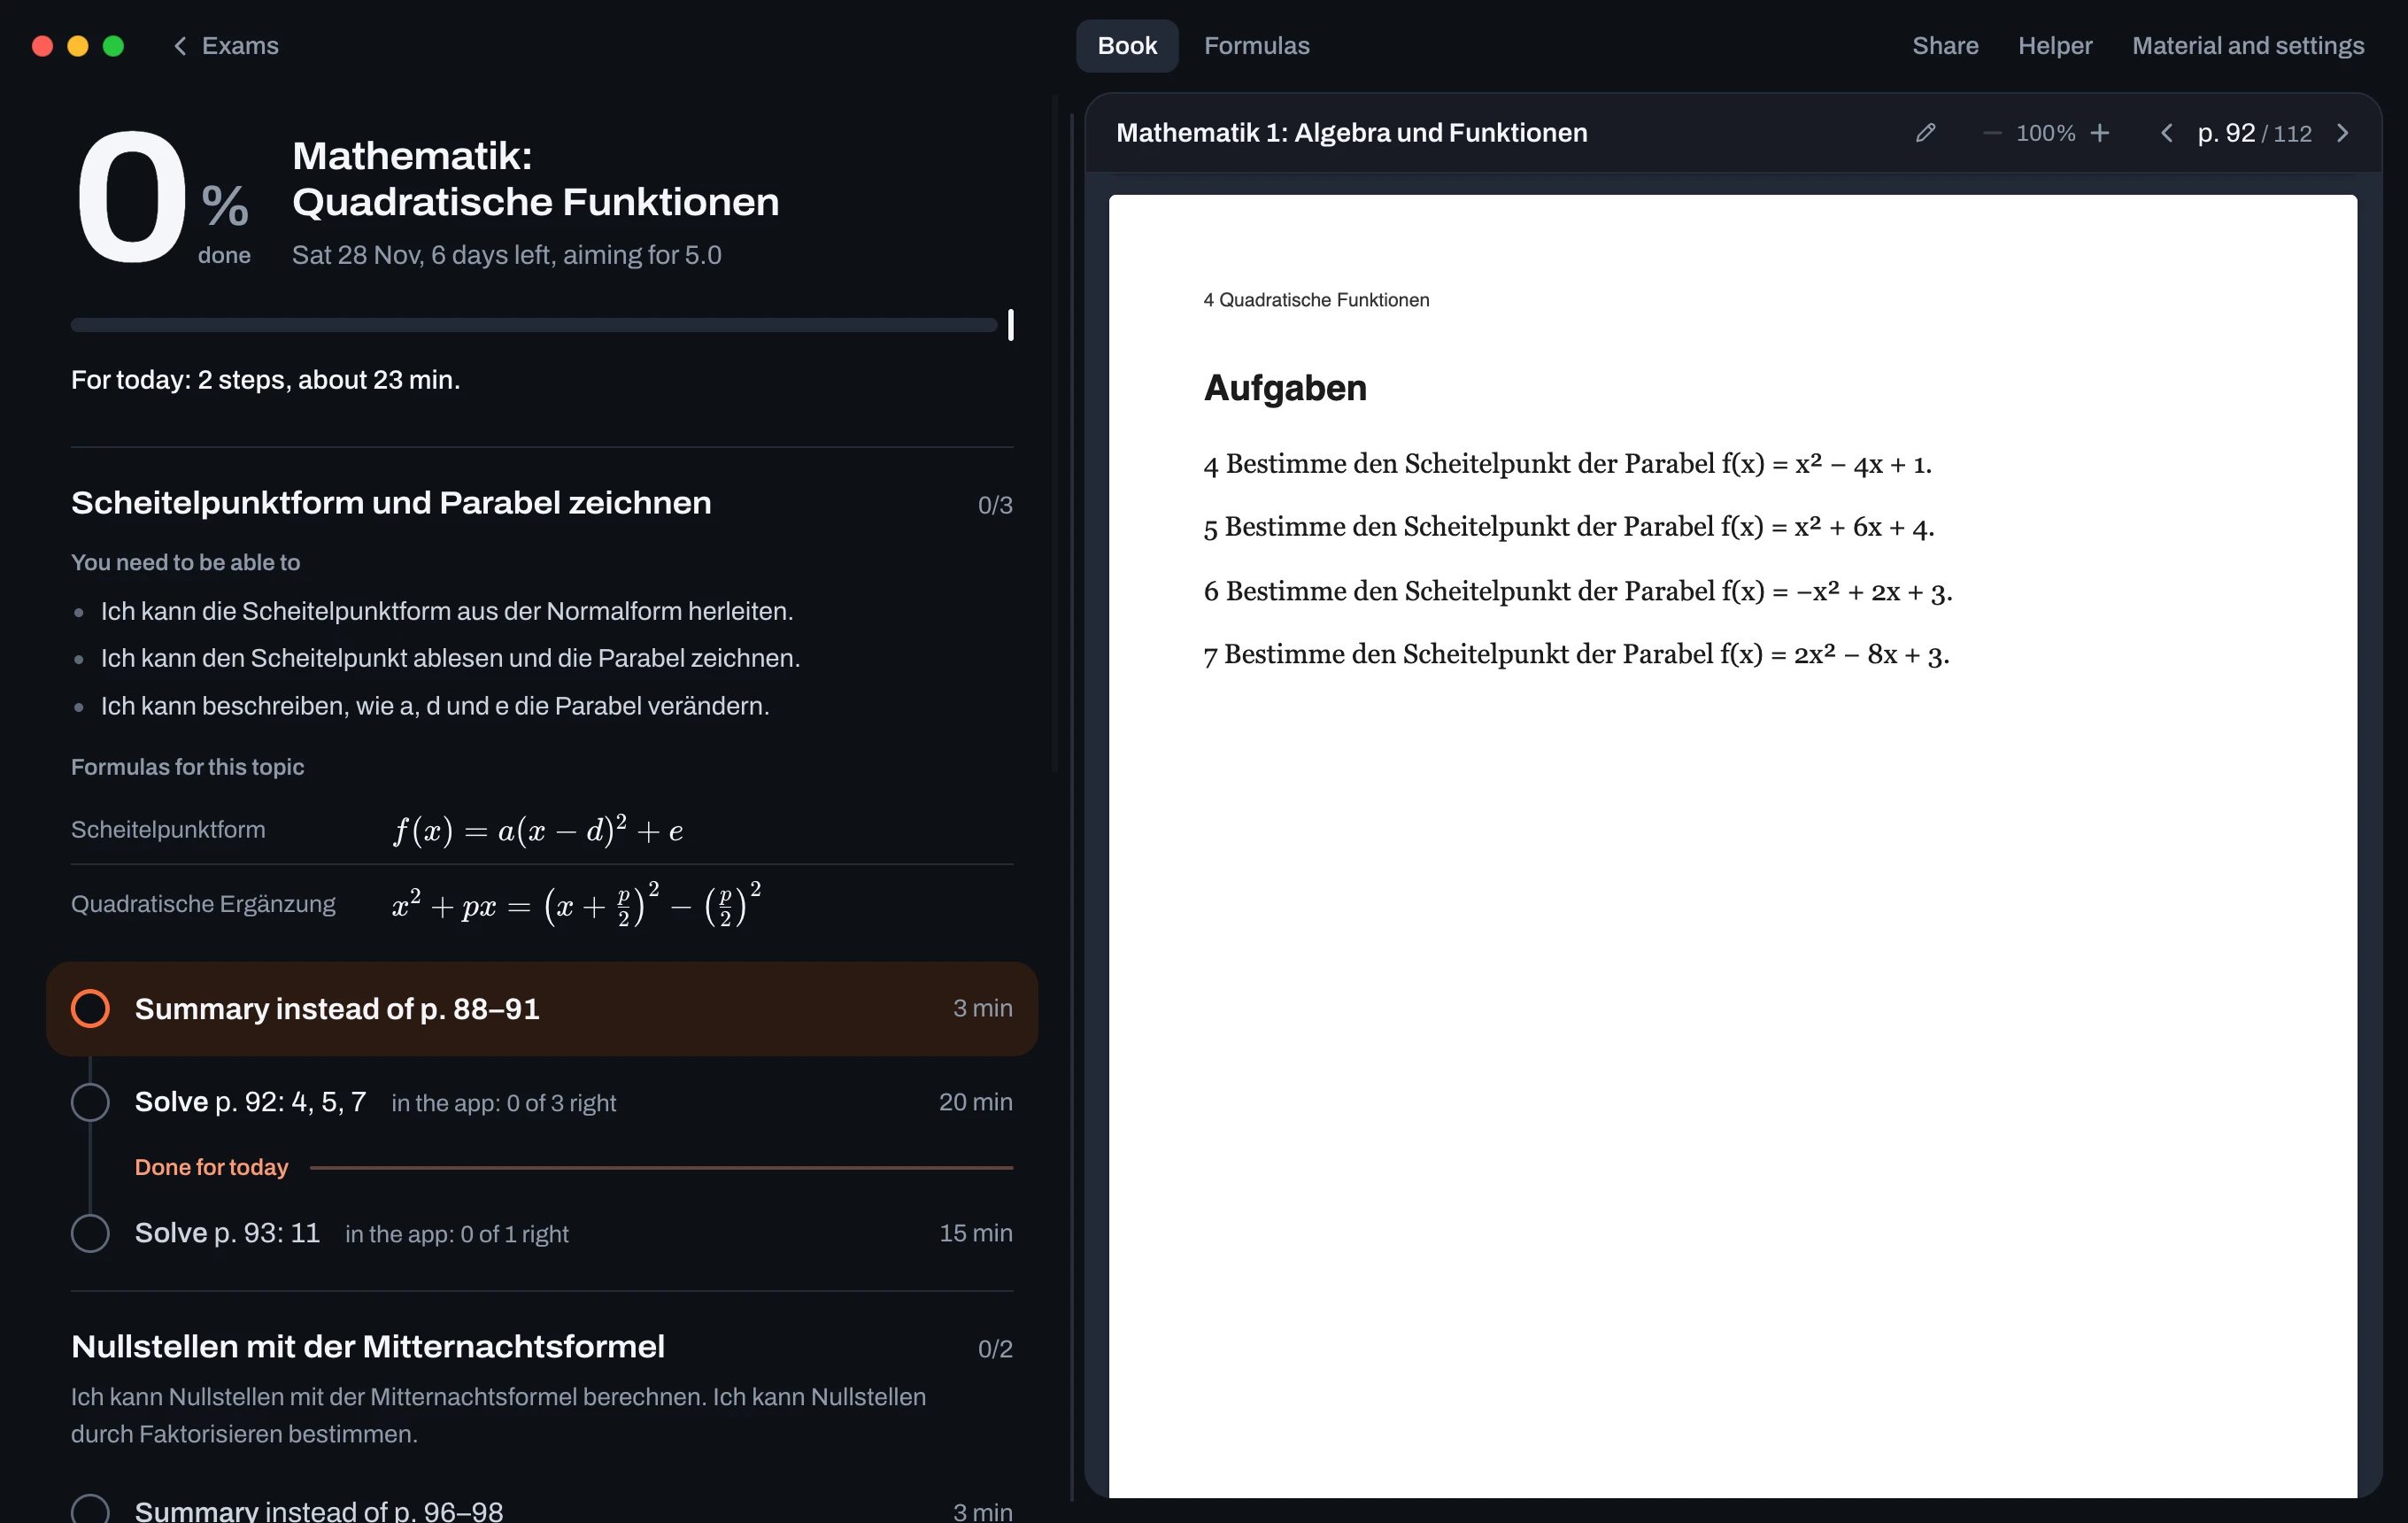 Exams
Book
Formulas
Share
Helper
Material and settings
0 % done
Mathematik:
Quadratische Funktionen
Sat 28 Nov, 6 days left, aiming for 5.0
For today: 2 steps, about 23 min.
Scheitelpunktform und Parabel zeichnen 0/3
You need to be able to
• Ich kann die Scheitelpunktform aus der Normalform herleiten.
• Ich kann den Scheitelpunkt ablesen und die Parabel zeichnen.
• Ich kann beschreiben, wie a, d und e die Parabel verändern.
Formulas for this topic
Scheitelpunktform f(x) = a(x − d)² + e
Quadratische Ergänzung x² + px = (x + p/2)² − (p/2)²
Summary instead of p. 88–91 3 min
Solve p. 92: 4, 5, 7 in the app: 0 of 3 right 20 min
Done for today
Solve p. 93: 11 in the app: 0 of 1 right 15 min
Nullstellen mit der Mitternachtsformel 0/2
Ich kann Nullstellen mit der Mitternachtsformel berechnen. Ich kann Nullstellen
durch Faktorisieren bestimmen.
Summary instead of p. 96–98 3 min
Mathematik 1: Algebra und Funktionen
− 100% +
p. 92 / 112
4 Quadratische Funktionen
Aufgaben
4 Bestimme den Scheitelpunkt der Parabel f(x) = x² − 4x + 1.
5 Bestimme den Scheitelpunkt der Parabel f(x) = x² + 6x + 4.
6 Bestimme den Scheitelpunkt der Parabel f(x) = −x² + 2x + 3.
7 Bestimme den Scheitelpunkt der Parabel f(x) = 2x² − 8x + 3.